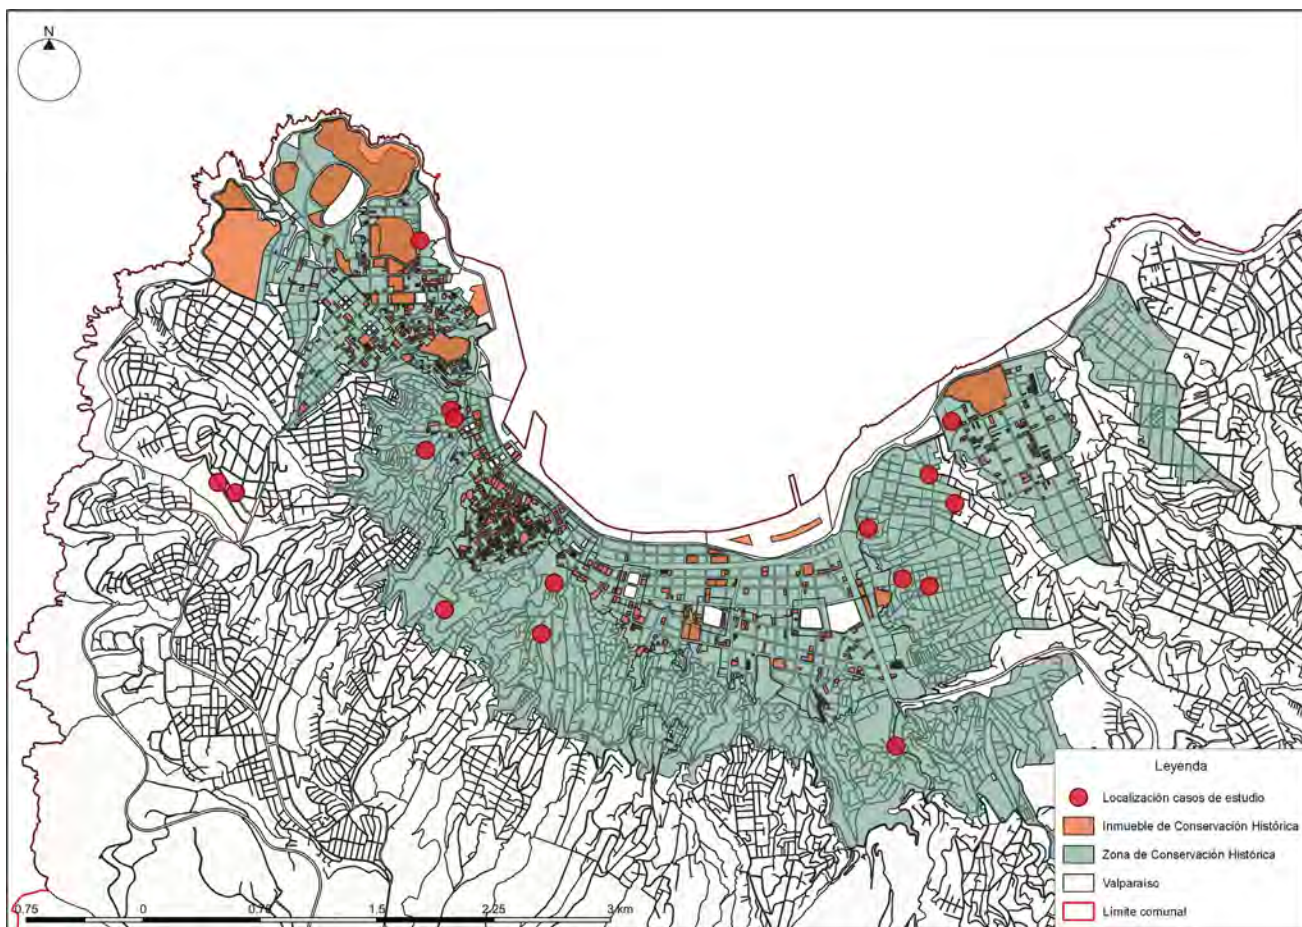 N
Leyenda
Localización casos de estudio
Inmueble de Conservación Histórica
Zona de Conservación Histórica
Valparaíso
Límite comunal
0.75 0 0.75 1.5 2.25 3 km